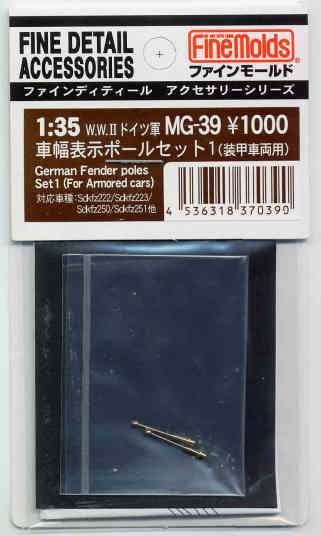 FINE DETAIL
ACCESSORIES
FineMolds
ファインモールド
ファインディティール アクセサリーシリーズ
1:35 W.W.II ドイツ軍 MG-39 ¥1000
車幅表示ポールセット1(装甲車両用)
German Fender poles
Set1 (For Armored cars)
対応車種:Sdkfz222/Sdkfz223/
Sdkfz250/Sdkfz251他
4 536318 370390